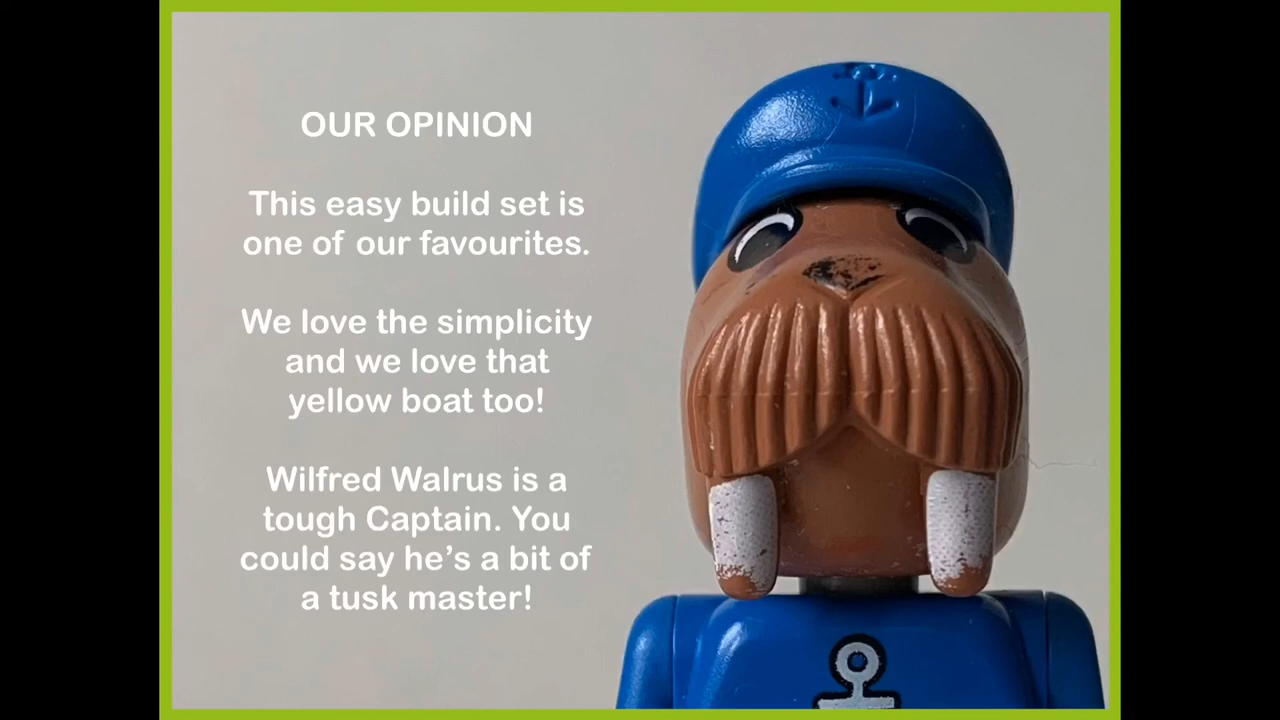 OUR OPINION
This easy build set is
one of our favourites.
We love the simplicity
and we love that
yellow boat too!
Wilfred Walrus is a
tough Captain. You
could say he’s a bit of
a tusk master!